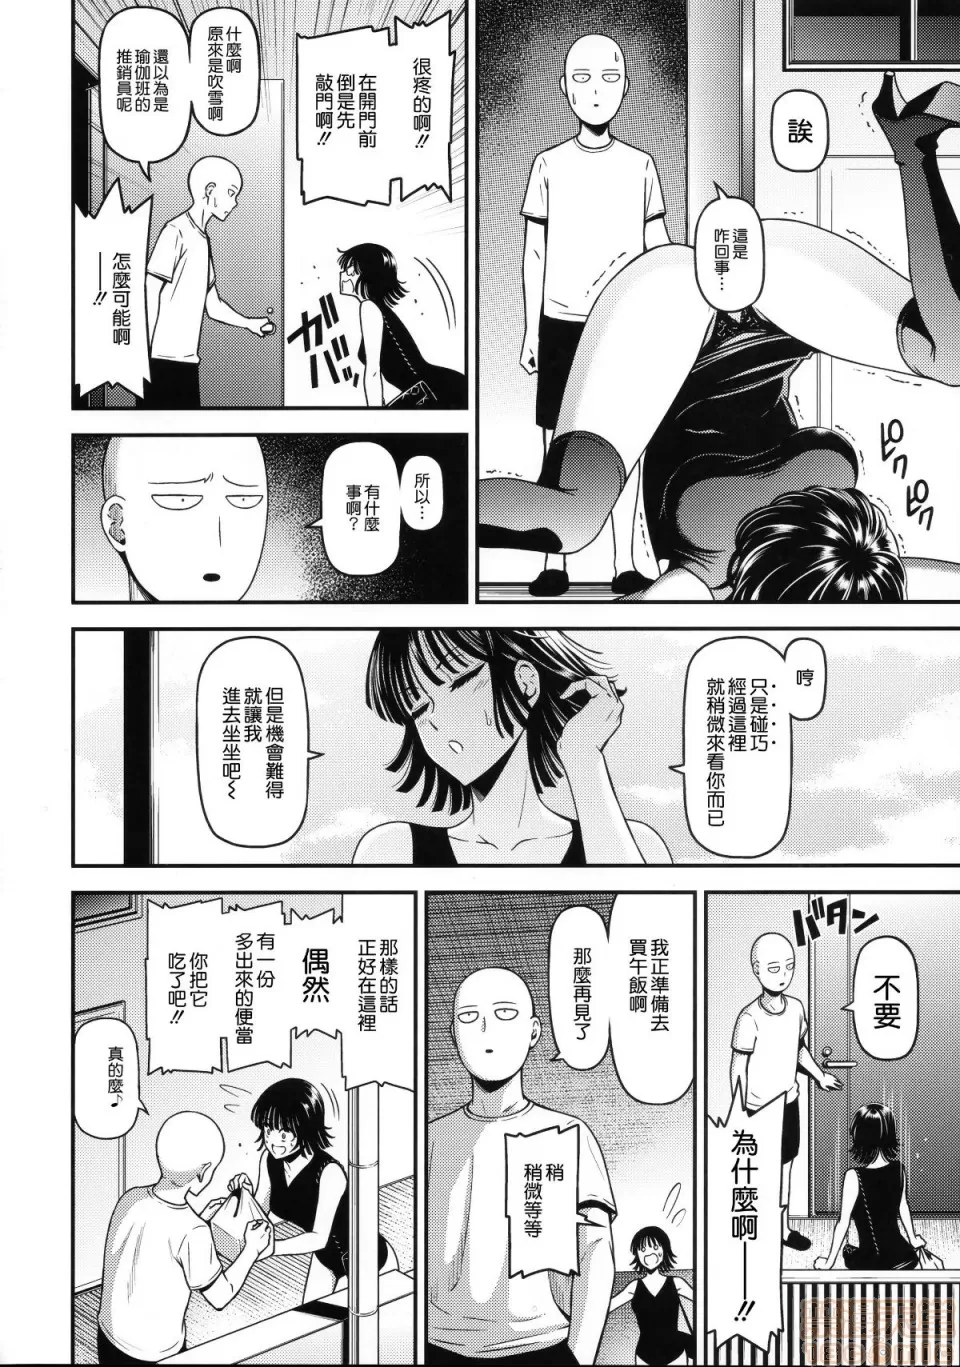 誒
這是
咋回事…
ピク
ピク
很疼的啊!!
在開門前
倒是先
敲門啊!!
什麼啊
原來是吹雪啊
還以為是
瑜伽班的
推銷員呢
怎麼可能啊
——!!
ガバッ
所以…
有什麼
事啊？
哼
只是碰巧
經過這裡
就稍微來看你而已
但是機會難得
就讓我
進去坐坐吧～
バタン
不要
為什麼啊
——!!
我正準備去
買午飯啊
那麼再見了
稍
稍微等等
那樣的話
正好在這裡
偶然
有一份
多出來的便當
你把它
吃了吧!!
真的麼♪